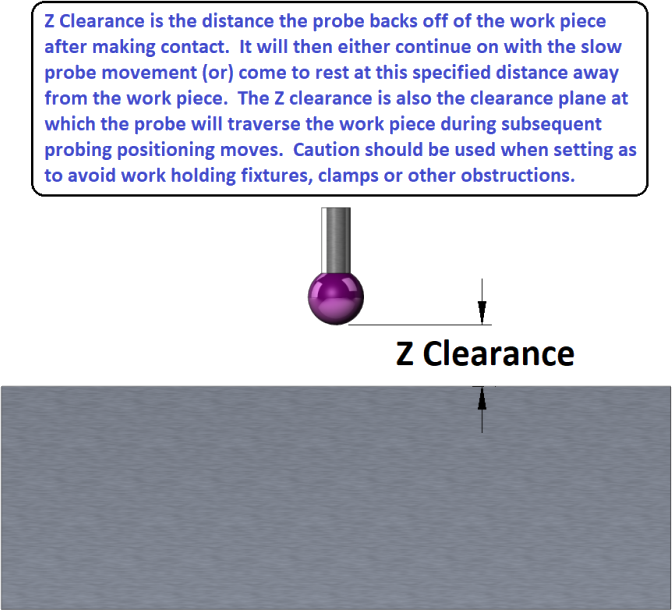 Z Clearance is the distance the probe backs off of the work piece
after making contact.  It will then either continue on with the slow
probe movement (or) come to rest at this specified distance away
from the work piece.  The Z clearance is also the clearance plane at
which the probe will traverse the work piece during subsequent
probing positioning moves.  Caution should be used when setting as
to avoid work holding fixtures, clamps or other obstructions.
Z Clearance